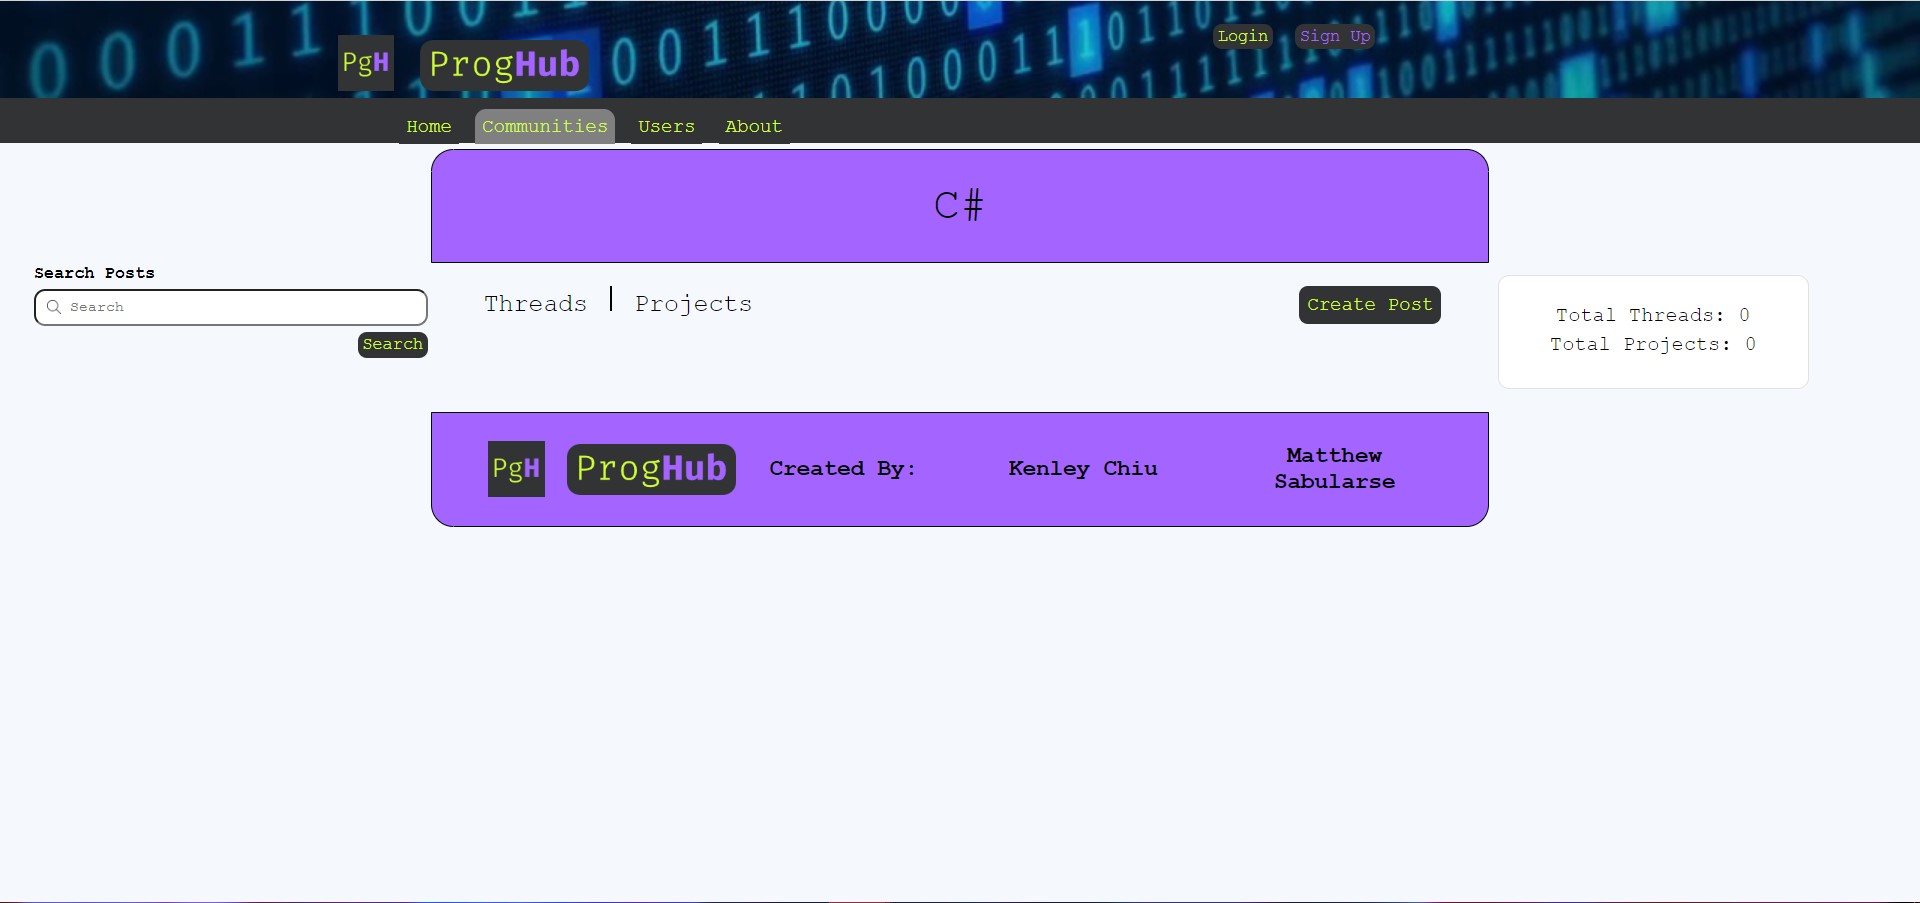 PgH ProgHub
Login Sign Up
Home Communities Users About
C#
Search Posts
Search
Search
Threads | Projects
Create Post
Total Threads: 0
Total Projects: 0
PgH ProgHub Created By: Kenley Chiu Matthew
Sabularse